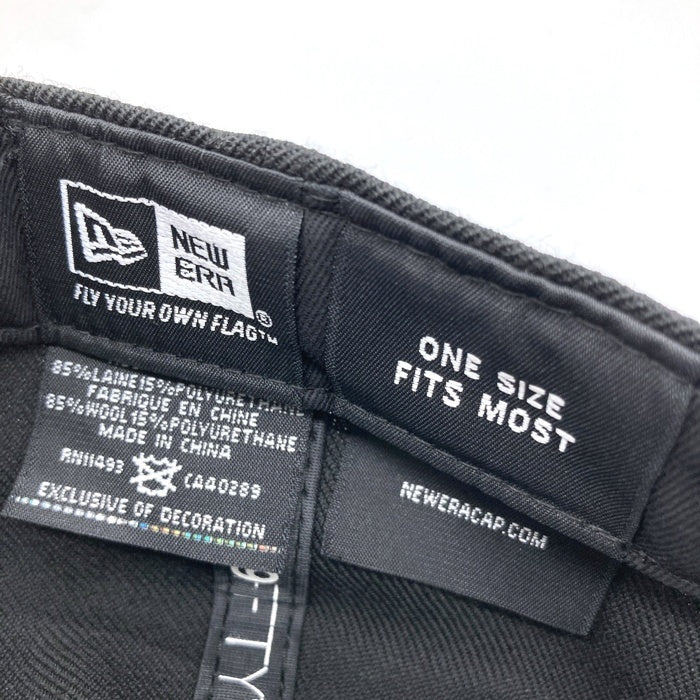 NEW
ERA
FLY YOUR OWN FLAG™
ONE SIZE
FITS MOST
85%LAINE15%POLYURETHANE
FABRIQUE EN CHINE
85%WOOL15%POLYURETHANE
MADE IN CHINA
RN11493 CA40289
EXCLUSIVE OF DECORATION
NEWERACAP.COM